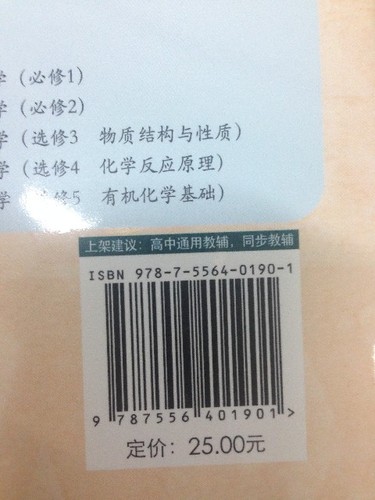 学（必修1）
学（必修2）
学（选修3 物质结构与性质）
学（选修4 化学反应原理）
学 修5 有机化学基础）
上架建议：高中通用教辅，同步教辅
ISBN 978-7-5564-0190-1
9 787556 401901 >
定价：25.00元